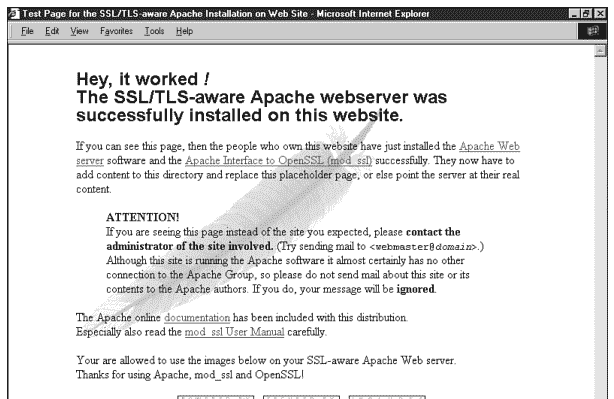 Test Page for the SSL/TLS-aware Apache Installation on Web Site - Microsoft Internet Explorer
File Edit View Favorites Tools Help
Hey, it worked !
The SSL/TLS-aware Apache webserver was
successfully installed on this website.
If you can see this page, then the people who own this website have just installed the Apache Web
server software and the Apache Interface to OpenSSL (mod_ssl) successfully. They now have to
add content to this directory and replace this placeholder page, or else point the server at their real
content.
ATTENTION!
If you are seeing this page instead of the site you expected, please contact the
administrator of the site involved. (Try sending mail to <webmaster@domain>.)
Although this site is running the Apache software it almost certainly has no other
connection to the Apache Group, so please do not send mail about this site or its
contents to the Apache authors. If you do, your message will be ignored.
The Apache online documentation has been included with this distribution.
Especially also read the mod_ssl User Manual carefully.
Your are allowed to use the images below on your SSL-aware Apache Web server.
Thanks for using Apache, mod_ssl and OpenSSL!